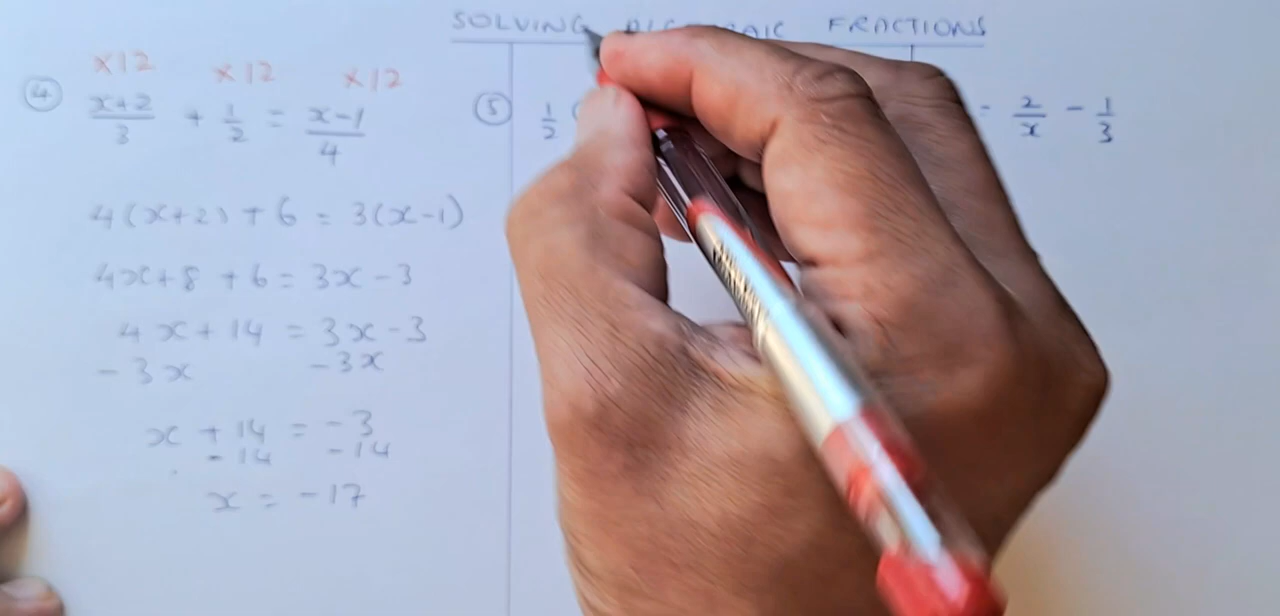 SOLVING FRACTIONS
×12 ×12 ×12
④ x+2/3 + 1/2 = x-1/4
4(x+2) + 6 = 3(x-1)
4x+8 + 6 = 3x - 3
4x + 14 = 3x - 3
- 3x - 3x
x + 14 = - 3
- 14 - 14
x = - 17
⑤ 1/2
= 2/x - 1/3